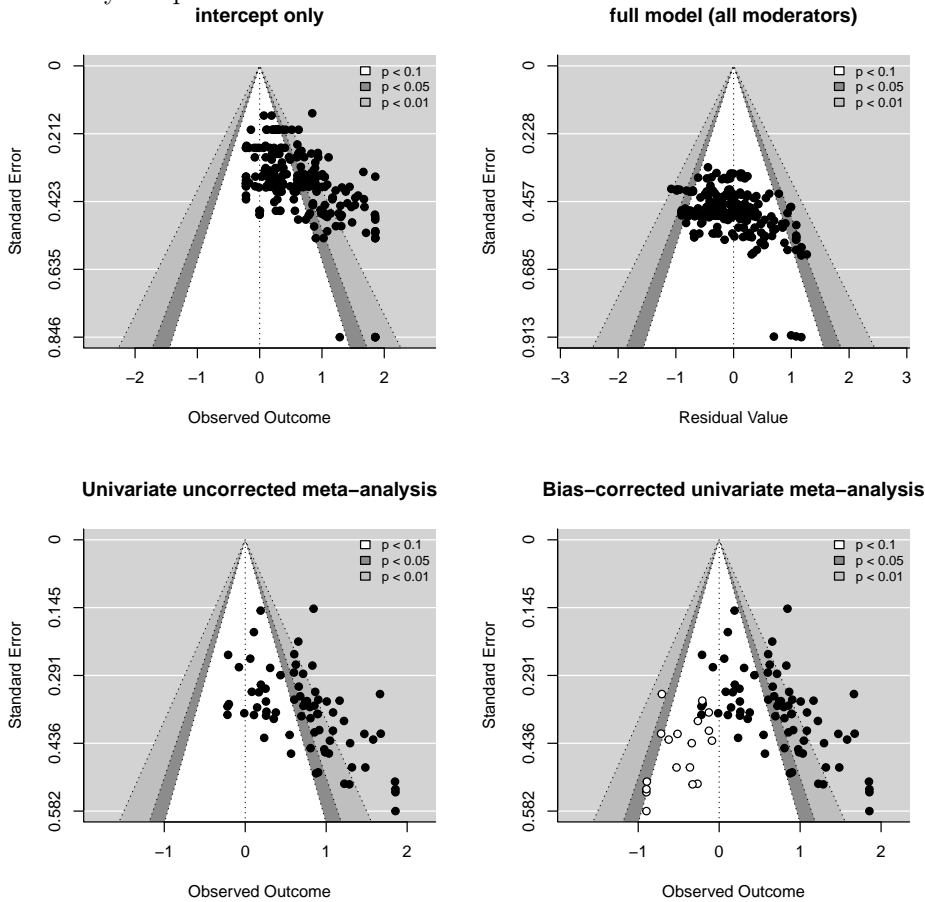 intercept only
full model (all moderators)
p < 0.1
p < 0.05
p < 0.01
Standard Error
0
0.212
0.423
0.635
0.846
−2 −1 0 1 2
Observed Outcome
p < 0.1
p < 0.05
p < 0.01
Standard Error
0
0.228
0.457
0.685
0.913
−3 −2 −1 0 1 2 3
Residual Value
Univariate uncorrected meta−analysis
Bias−corrected univariate meta−analysis
p < 0.1
p < 0.05
p < 0.01
Standard Error
0
0.145
0.291
0.436
0.582
−1 0 1 2
Observed Outcome
p < 0.1
p < 0.05
p < 0.01
Standard Error
0
0.145
0.291
0.436
0.582
−1 0 1 2
Observed Outcome